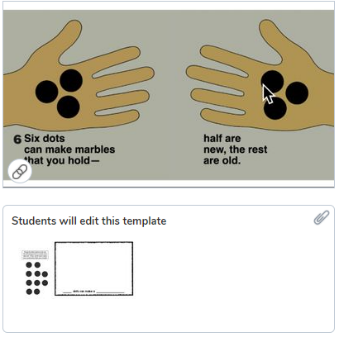 6 Six dots
can make marbles
that you hold—
half are
new, the rest
are old.
Students will edit this template